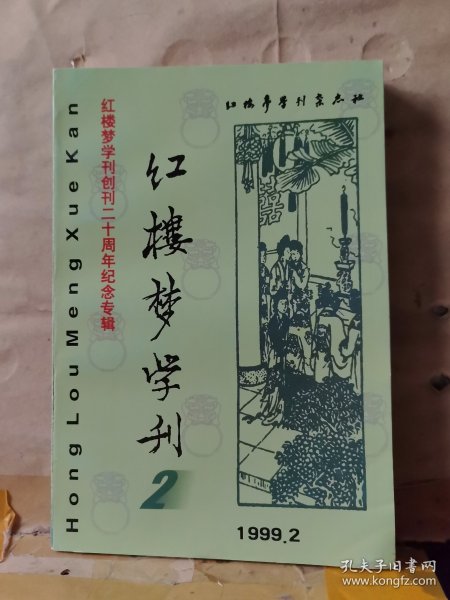 红楼梦学刊杂志社
Hong Lou Meng Xue Kan
红楼梦学刊创刊二十周年纪念专辑
红楼梦学刊
2
囍
1999.2
孔夫子旧书网
www.kongfz.com